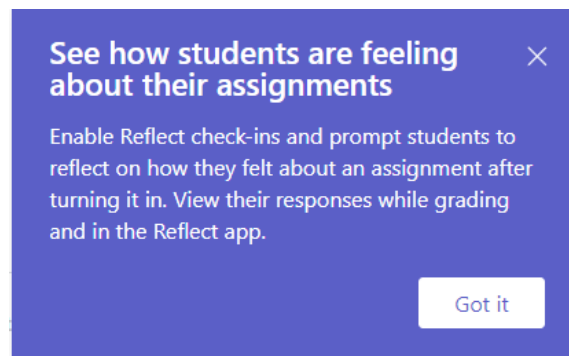 See how students are feeling
about their assignments
Enable Reflect check-ins and prompt students to
reflect on how they felt about an assignment after
turning it in. View their responses while grading
and in the Reflect app.
Got it